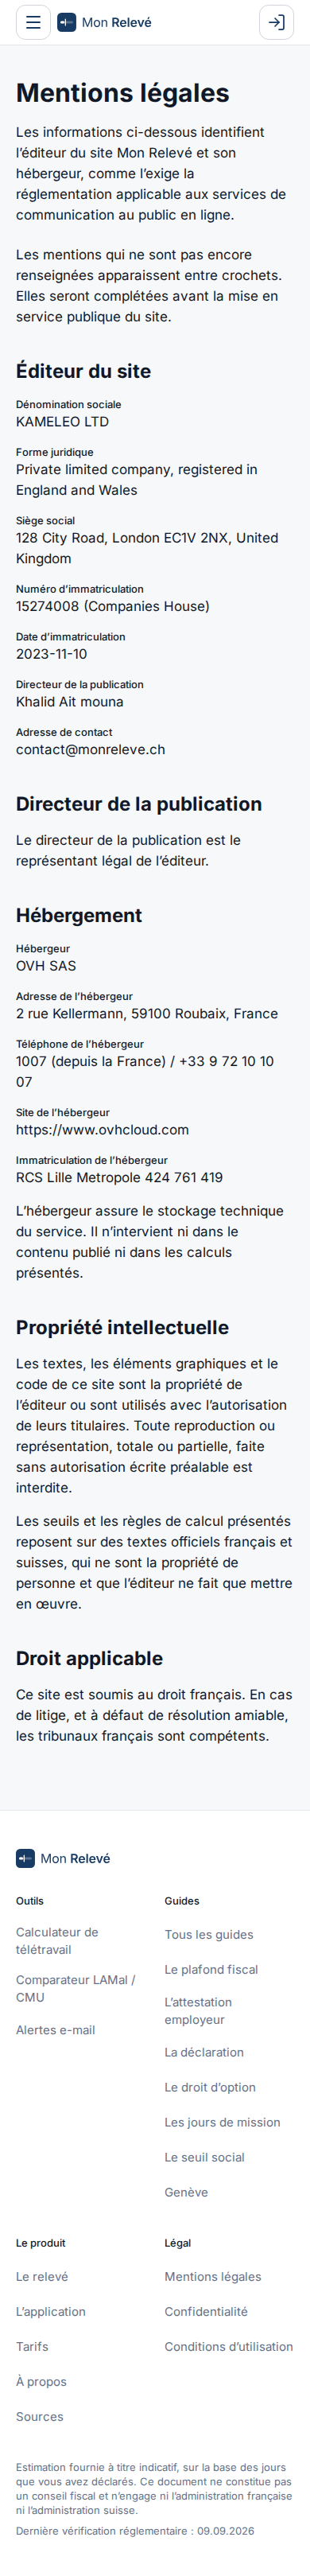 Mon Relevé
Mentions légales
Les informations ci-dessous identifient
l’éditeur du site Mon Relevé et son
hébergeur, comme l’exige la
réglementation applicable aux services de
communication au public en ligne.
Les mentions qui ne sont pas encore
renseignées apparaissent entre crochets.
Elles seront complétées avant la mise en
service publique du site.
Éditeur du site
Dénomination sociale
KAMELEO LTD
Forme juridique
Private limited company, registered in
England and Wales
Siège social
128 City Road, London EC1V 2NX, United
Kingdom
Numéro d’immatriculation
15274008 (Companies House)
Date d’immatriculation
2023-11-10
Directeur de la publication
Khalid Ait mouna
Adresse de contact
contact@monreleve.ch
Directeur de la publication
Le directeur de la publication est le
représentant légal de l’éditeur.
Hébergement
Hébergeur
OVH SAS
Adresse de l’hébergeur
2 rue Kellermann, 59100 Roubaix, France
Téléphone de l’hébergeur
1007 (depuis la France) / +33 9 72 10 10
07
Site de l’hébergeur
https://www.ovhcloud.com
Immatriculation de l’hébergeur
RCS Lille Metropole 424 761 419
L’hébergeur assure le stockage technique
du service. Il n’intervient ni dans le
contenu publié ni dans les calculs
présentés.
Propriété intellectuelle
Les textes, les éléments graphiques et le
code de ce site sont la propriété de
l’éditeur ou sont utilisés avec l’autorisation
de leurs titulaires. Toute reproduction ou
représentation, totale ou partielle, faite
sans autorisation écrite préalable est
interdite.
Les seuils et les règles de calcul présentés
reposent sur des textes officiels français et
suisses, qui ne sont la propriété de
personne et que l’éditeur ne fait que mettre
en œuvre.
Droit applicable
Ce site est soumis au droit français. En cas
de litige, et à défaut de résolution amiable,
les tribunaux français sont compétents.
Mon Relevé
Outils
Calculateur de
télétravail
Comparateur LAMal /
CMU
Alertes e-mail
Guides
Tous les guides
Le plafond fiscal
L’attestation
employeur
La déclaration
Le droit d’option
Les jours de mission
Le seuil social
Genève
Le produit
Le relevé
L’application
Tarifs
À propos
Sources
Légal
Mentions légales
Confidentialité
Conditions d’utilisation
Estimation fournie à titre indicatif, sur la base des jours
que vous avez déclarés. Ce document ne constitue pas
un conseil fiscal et n’engage ni l’administration française
ni l’administration suisse.
Dernière vérification réglementaire : 09.09.2026